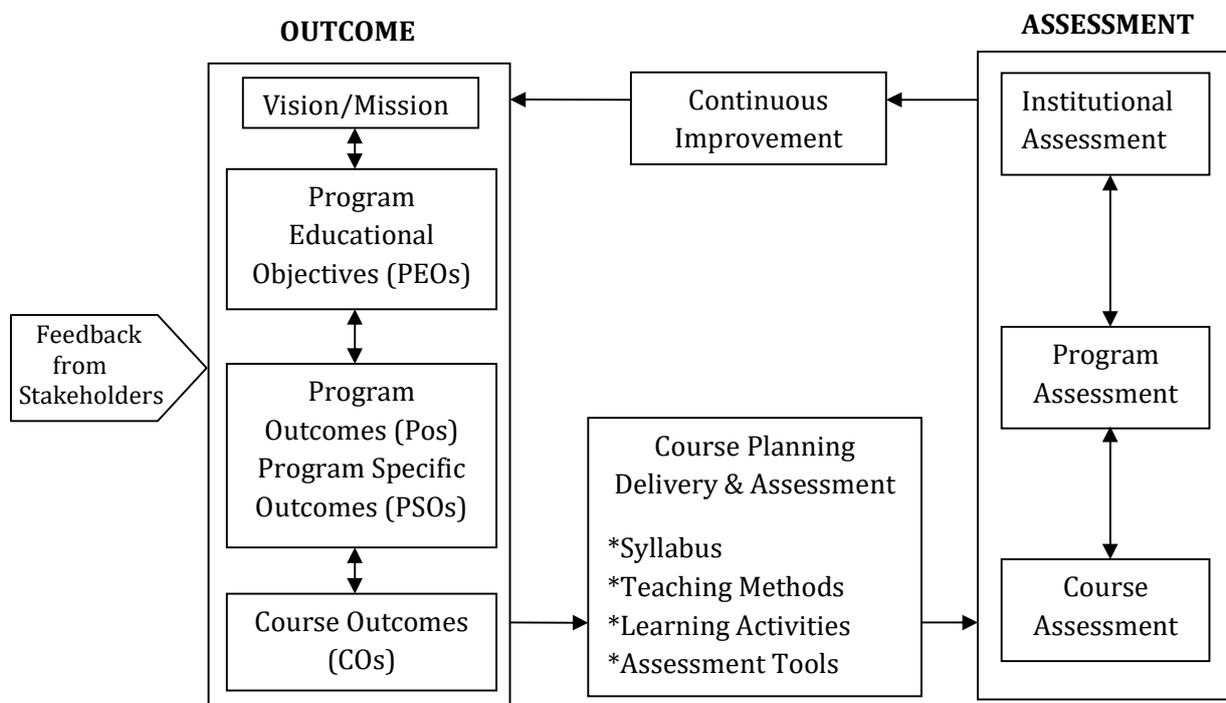 OUTCOME
ASSESSMENT
Vision/Mission
Program
Educational
Objectives (PEOs)
Program
Outcomes (Pos)
Program Specific
Outcomes (PSOs)
Course Outcomes
(COs)
Feedback
from
Stakeholders
Continuous
Improvement
Course Planning
Delivery & Assessment
*Syllabus
*Teaching Methods
*Learning Activities
*Assessment Tools
Institutional
Assessment
Program
Assessment
Course
Assessment